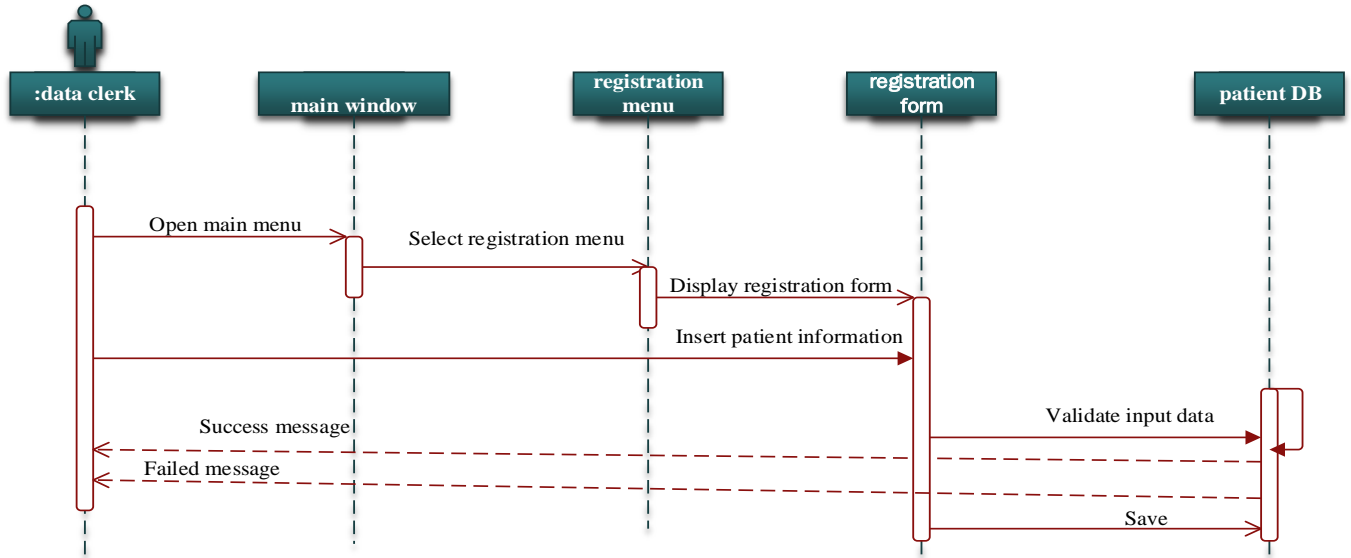 :data clerk
main window
registration
menu
registration
form
patient DB
Open main menu
Select registration menu
Display registration form
Insert patient information
Validate input data
Success message
Failed message
Save